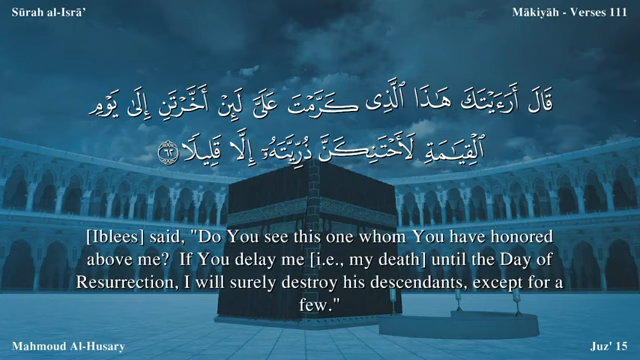 Sūrah al-Isrā’
Mākiyāh - Verses 111
قَالَ أَرَءَيْتَكَ هَـٰذَا ٱلَّذِى كَرَّمْتَ عَلَىَّ لَئِنْ أَخَّرْتَنِ إِلَىٰ يَوْمِ
ٱلْقِيَـٰمَةِ لَأَحْتَنِكَنَّ ذُرِّيَّتَهُۥٓ إِلَّا قَلِيلًا ٦٢
[Iblees] said, "Do You see this one whom You have honored
above me?  If You delay me [i.e., my death] until the Day of
Resurrection, I will surely destroy his descendants, except for a
few."
Mahmoud Al-Husary
Juz' 15